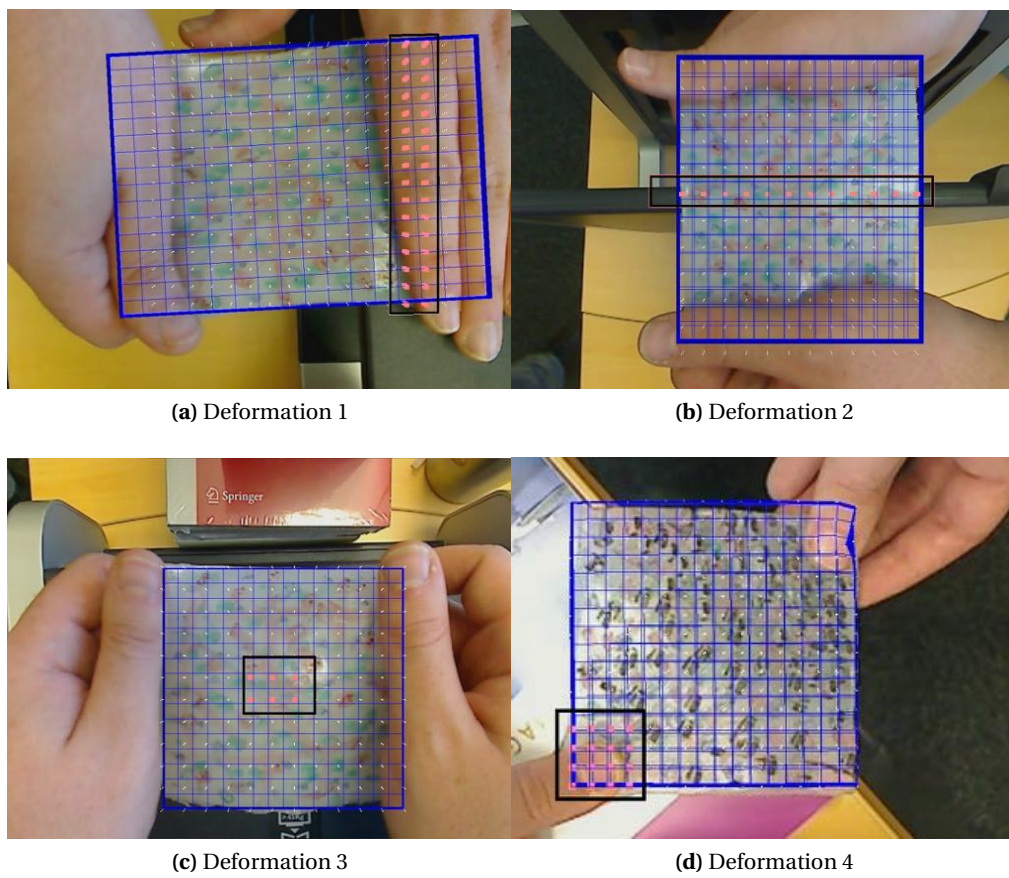 (a) Deformation 1
(b) Deformation 2
Springer
(c) Deformation 3
(d) Deformation 4